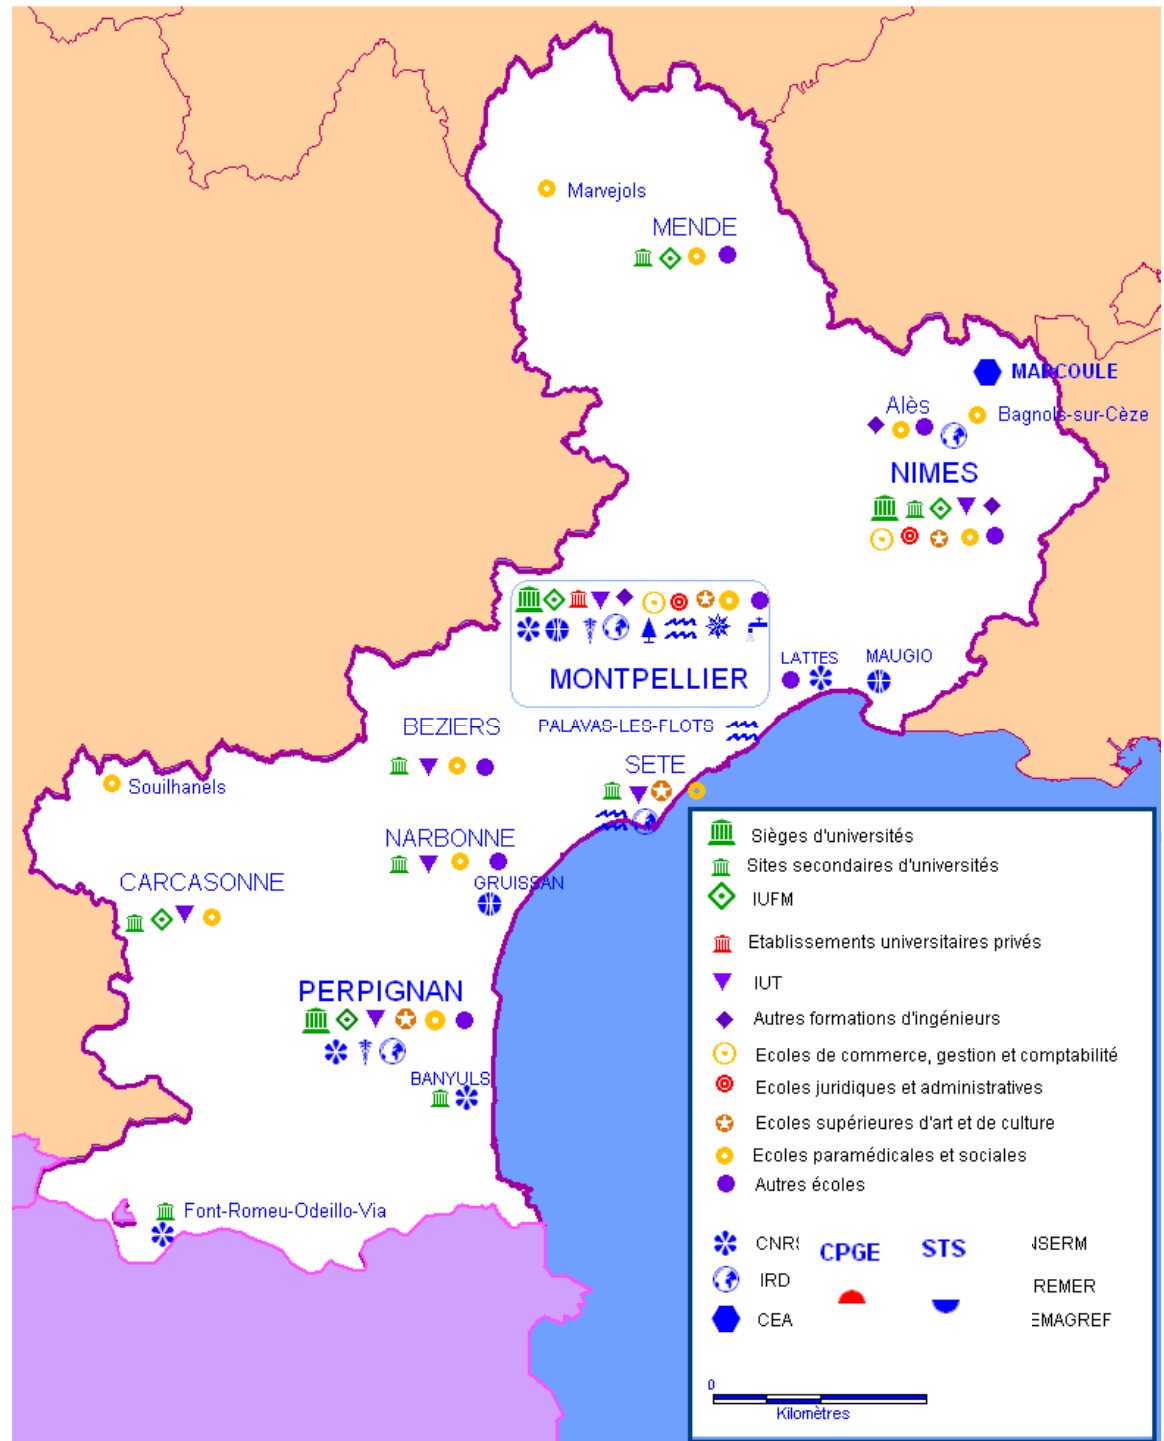 Marvejols
MENDE
MARCOULE
Alès
Bagnols-sur-Cèze
NIMES
MONTPELLIER
LATTES
MAUGIO
PALAVAS-LES-FLOTS
BEZIERS
SETE
Souilhanels
NARBONNE
GRUISSAN
CARCASONNE
PERPIGNAN
BANYULS
Font-Romeu-Odeillo-Via
Sièges d'universités
Sites secondaires d'universités
IUFM
Etablissements universitaires privés
IUT
Autres formations d'ingénieurs
Ecoles de commerce, gestion et comptabilité
Ecoles juridiques et administratives
Ecoles supérieures d'art et de culture
Ecoles paramédicales et sociales
Autres écoles
CPGE STS
IRD REMER
CEA EMAGREF
0
Kilomètres